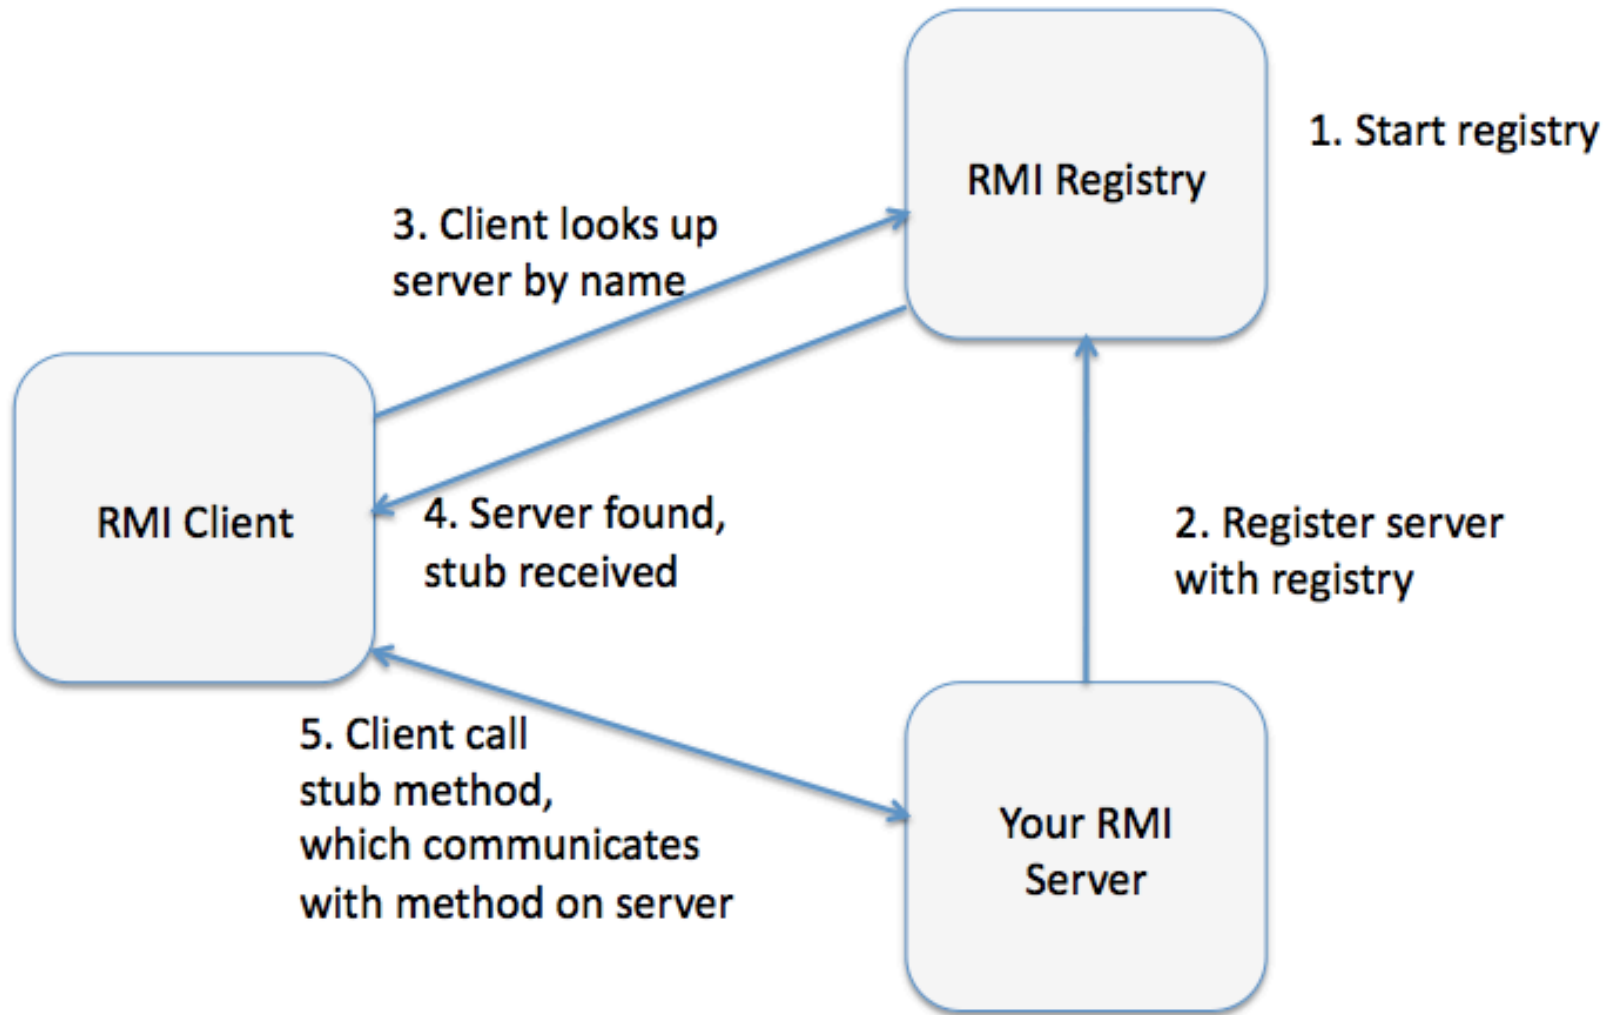 RMI Registry
1. Start registry
3. Client looks up
server by name
RMI Client
4. Server found,
stub received
2. Register server
with registry
5. Client call
stub method,
which communicates
with method on server
Your RMI
Server